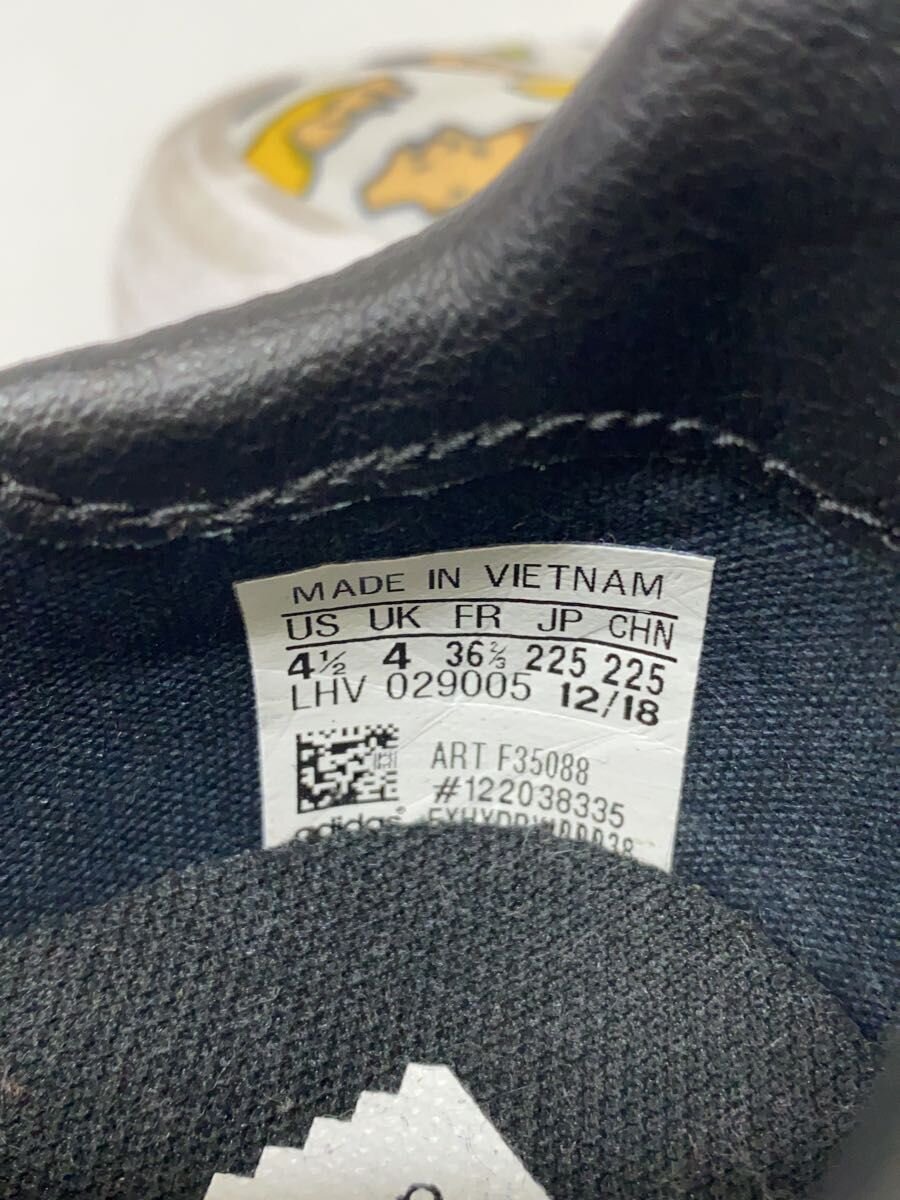 MADE IN VIETNAM
US UK FR JP CHN
4½ 4 36⅔ 225 225
LHV 029005 12/18
ART F35088
#122038335
adidas®